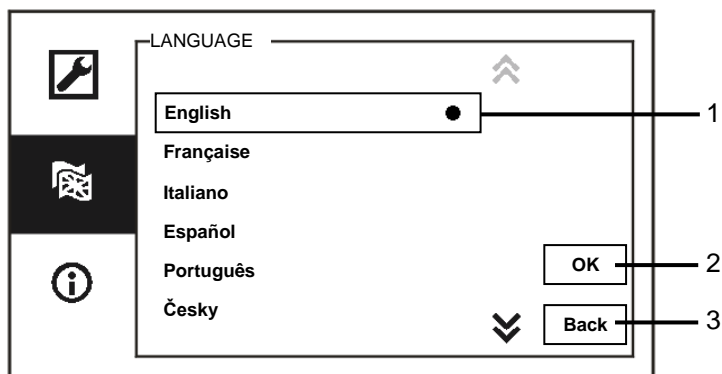 LANGUAGE
English
1
Française
Italiano
Español
Português
OK
2
Česky
Back
3